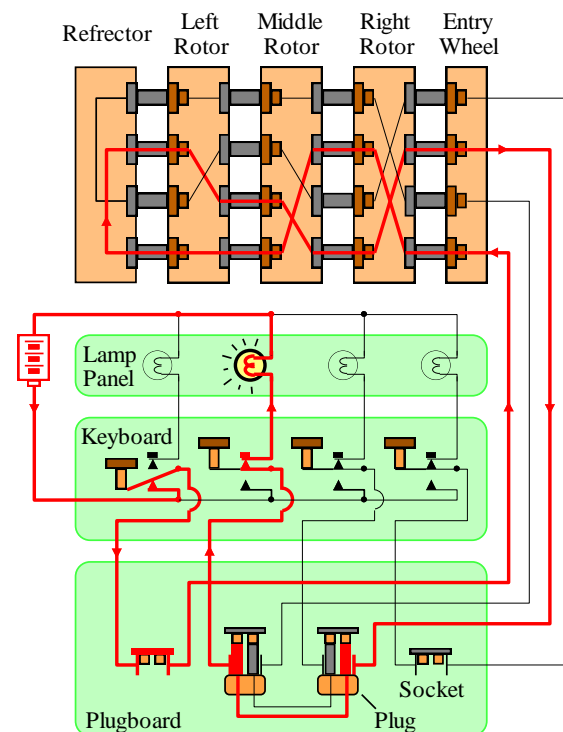 Refrector
Left
Rotor
Middle
Rotor
Right
Rotor
Entry
Wheel
Lamp
Panel
Keyboard
Socket
Plugboard
Plug